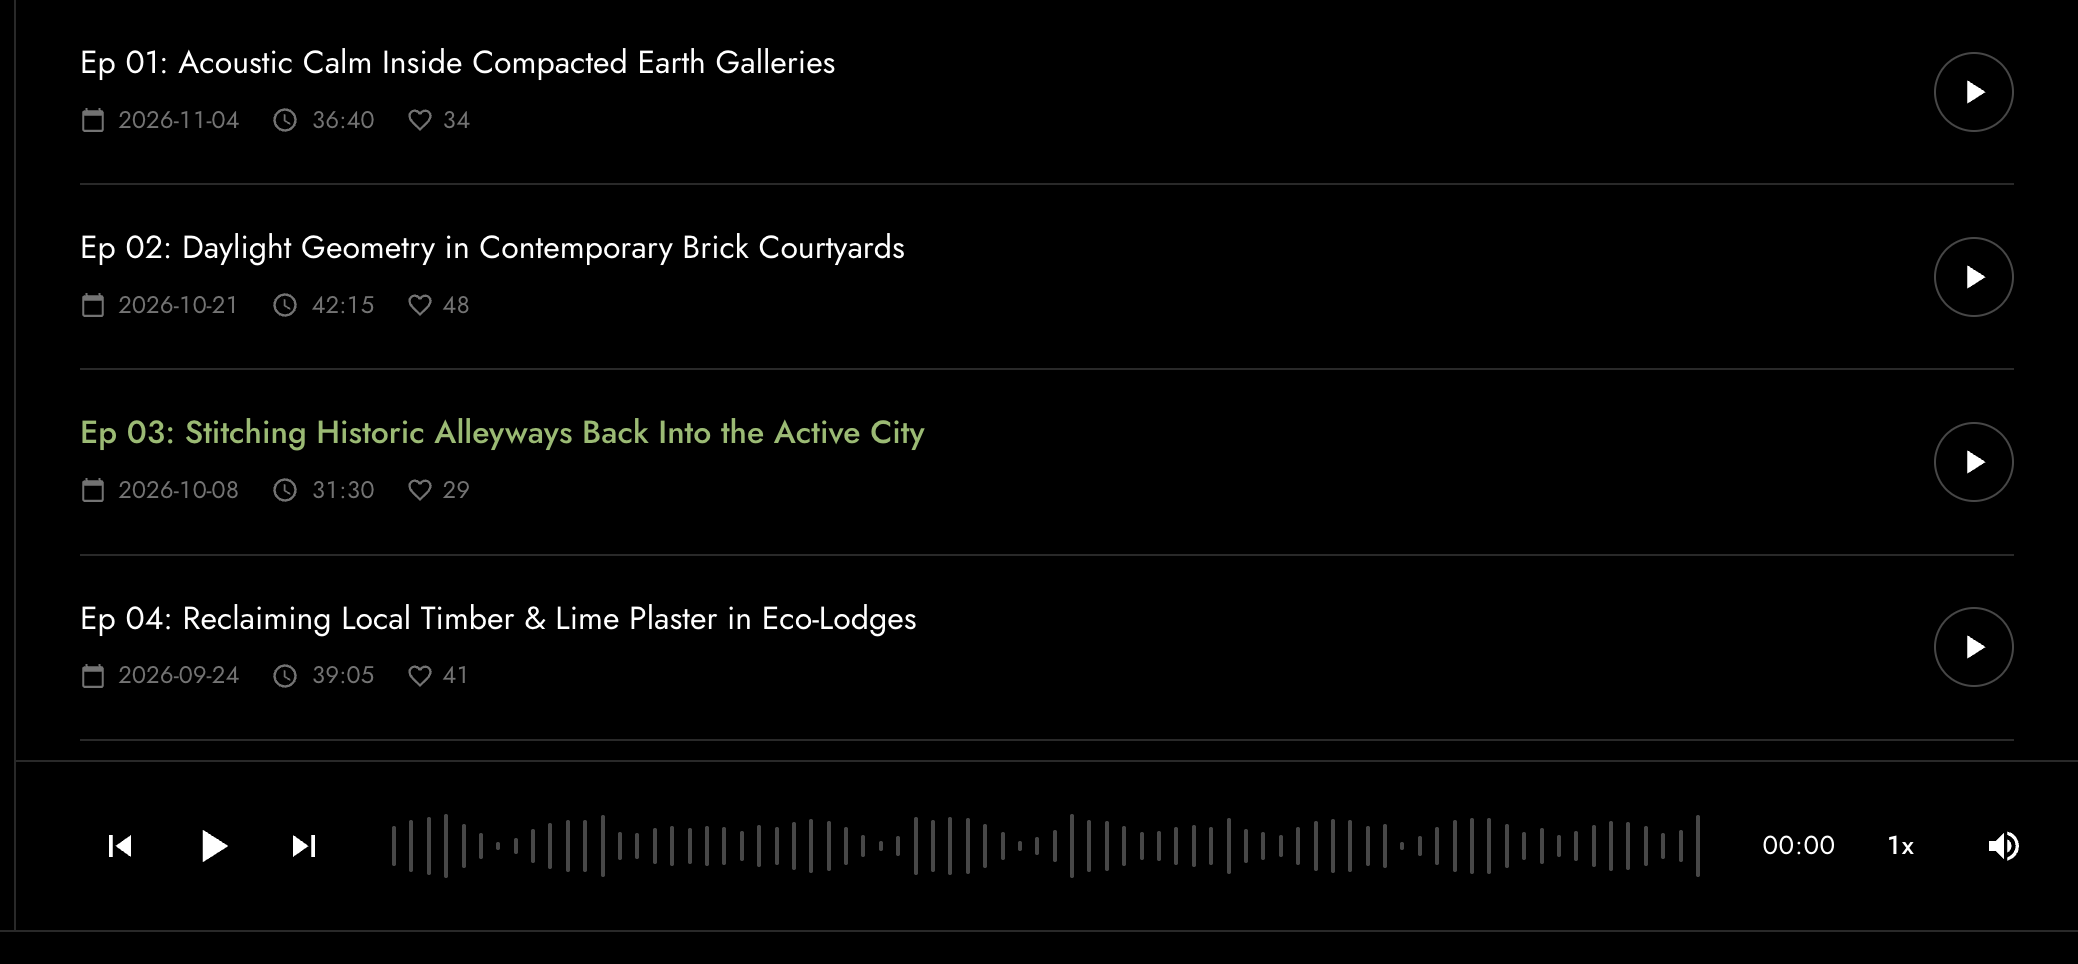 Ep 01: Acoustic Calm Inside Compacted Earth Galleries
2026-11-04 36:40 34
Ep 02: Daylight Geometry in Contemporary Brick Courtyards
2026-10-21 42:15 48
Ep 03: Stitching Historic Alleyways Back Into the Active City
2026-10-08 31:30 29
Ep 04: Reclaiming Local Timber & Lime Plaster in Eco-Lodges
2026-09-24 39:05 41
00:00 1x